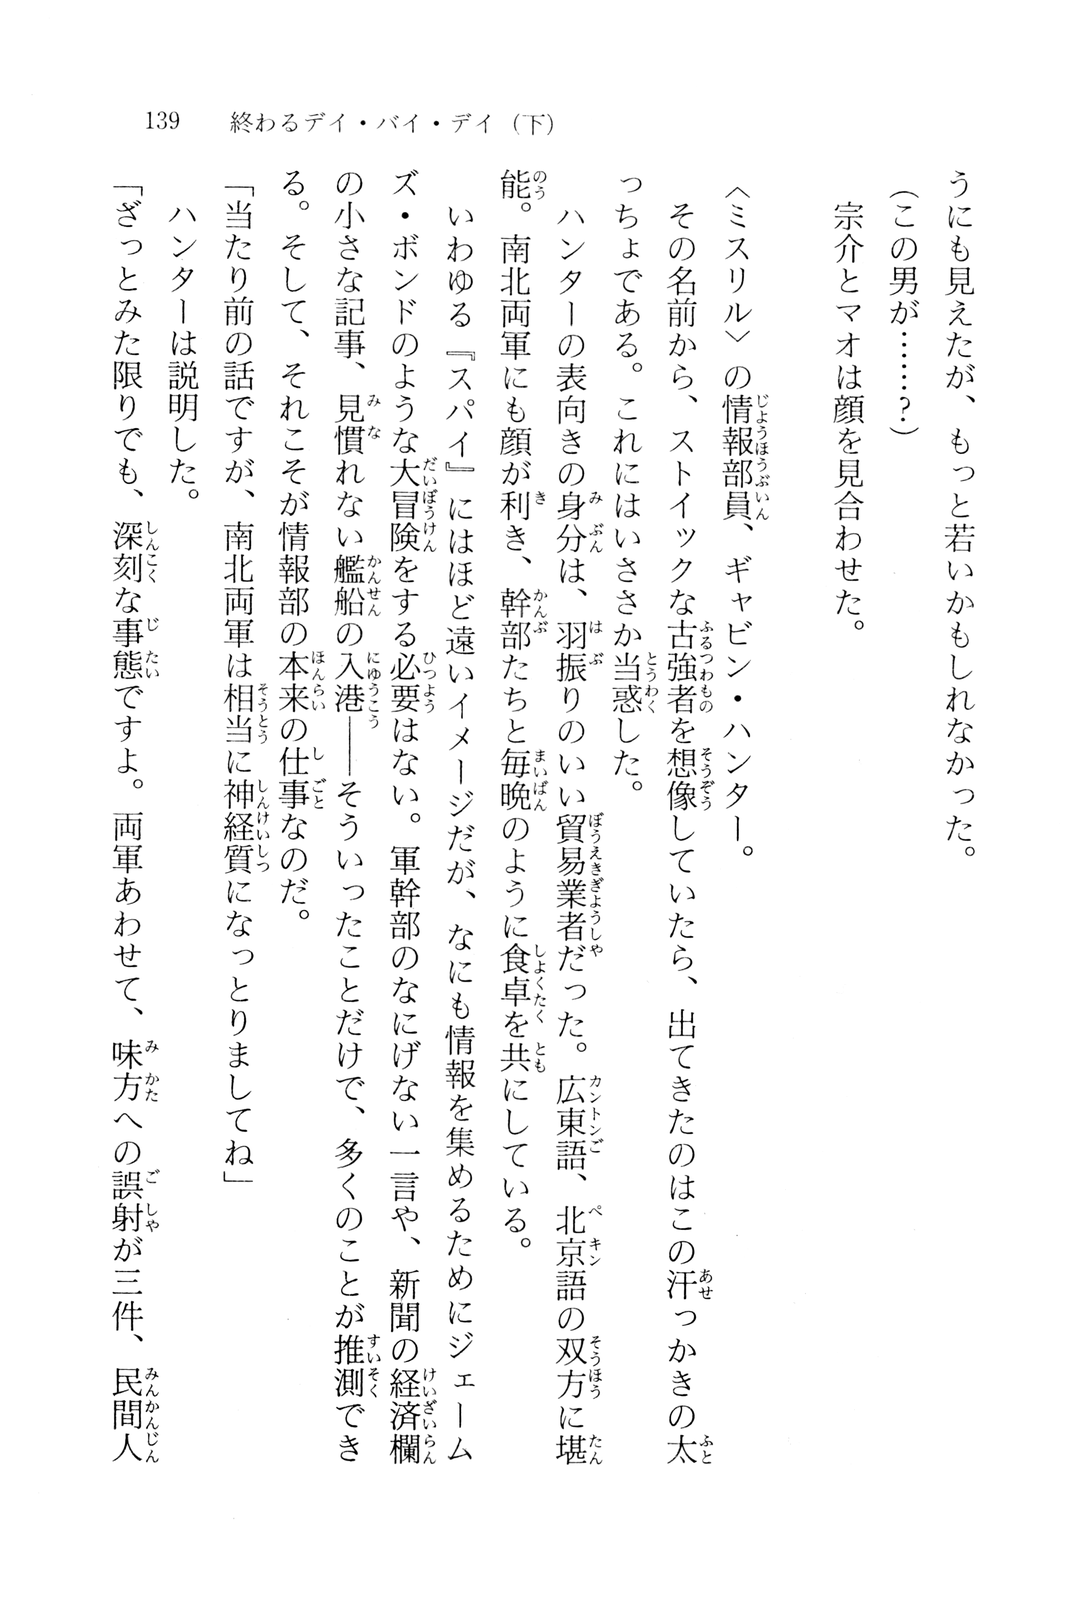 139 終わるデイ・バイ・デイ（下）
うにも見えたが、もっと若いかもしれなかった。
（この男が……？）
宗介とマオは顔を見合わせた。
〈ミスリル〉の情報部員、ギャビン・ハンター。
その名前から、ストイックな古強者を想像していたら、出てきたのはこの汗っかきの太
っちょである。これにはいささか当惑した。
ハンターの表向きの身分は、羽振りのいい貿易業者だった。広東語、北京語の双方に堪
能。南北両軍にも顔が利き、幹部たちと毎晩のように食卓を共にしている。
いわゆる『スパイ』にはほど遠いイメージだが、なにも情報を集めるためにジェーム
ズ・ボンドのような大冒険をする必要はない。軍幹部のなにげない一言や、新聞の経済欄
の小さな記事、見慣れない艦船の入港――そういったことだけで、多くのことが推測でき
る。そして、それこそが情報部の本来の仕事なのだ。
「当たり前の話ですが、南北両軍は相当に神経質になっとりましてね」
ハンターは説明した。
「ざっとみた限りでも、深刻な事態ですよ。両軍あわせて、味方への誤射が三件、民間人